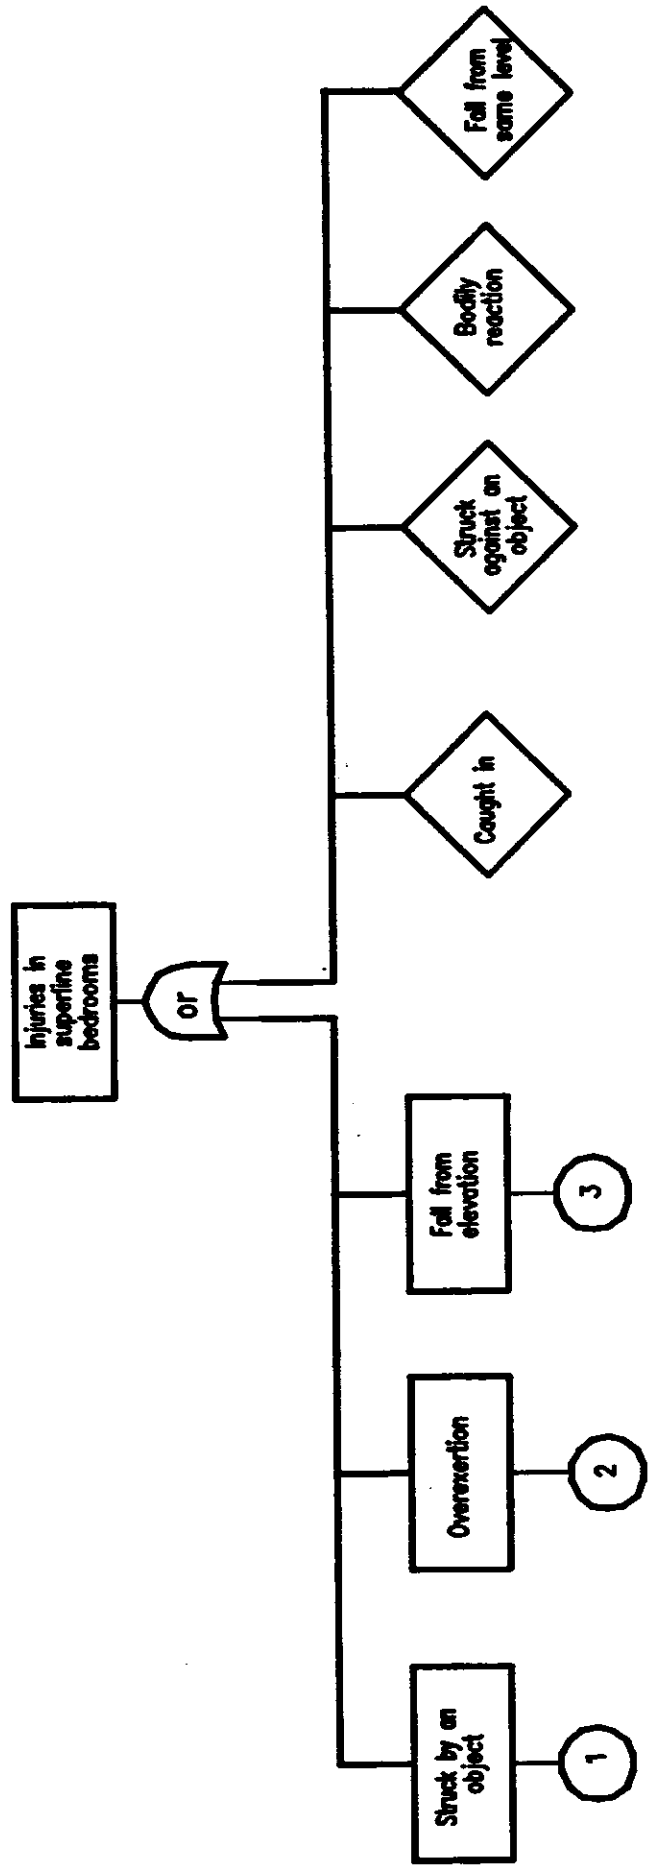 Injuries in
superline
bedrooms
or
Struck by an
object
Overexertion
Fall from
elevation
Caught in
Struck
against an
object
Bodily
reaction
Fall from
same level
1
2
3